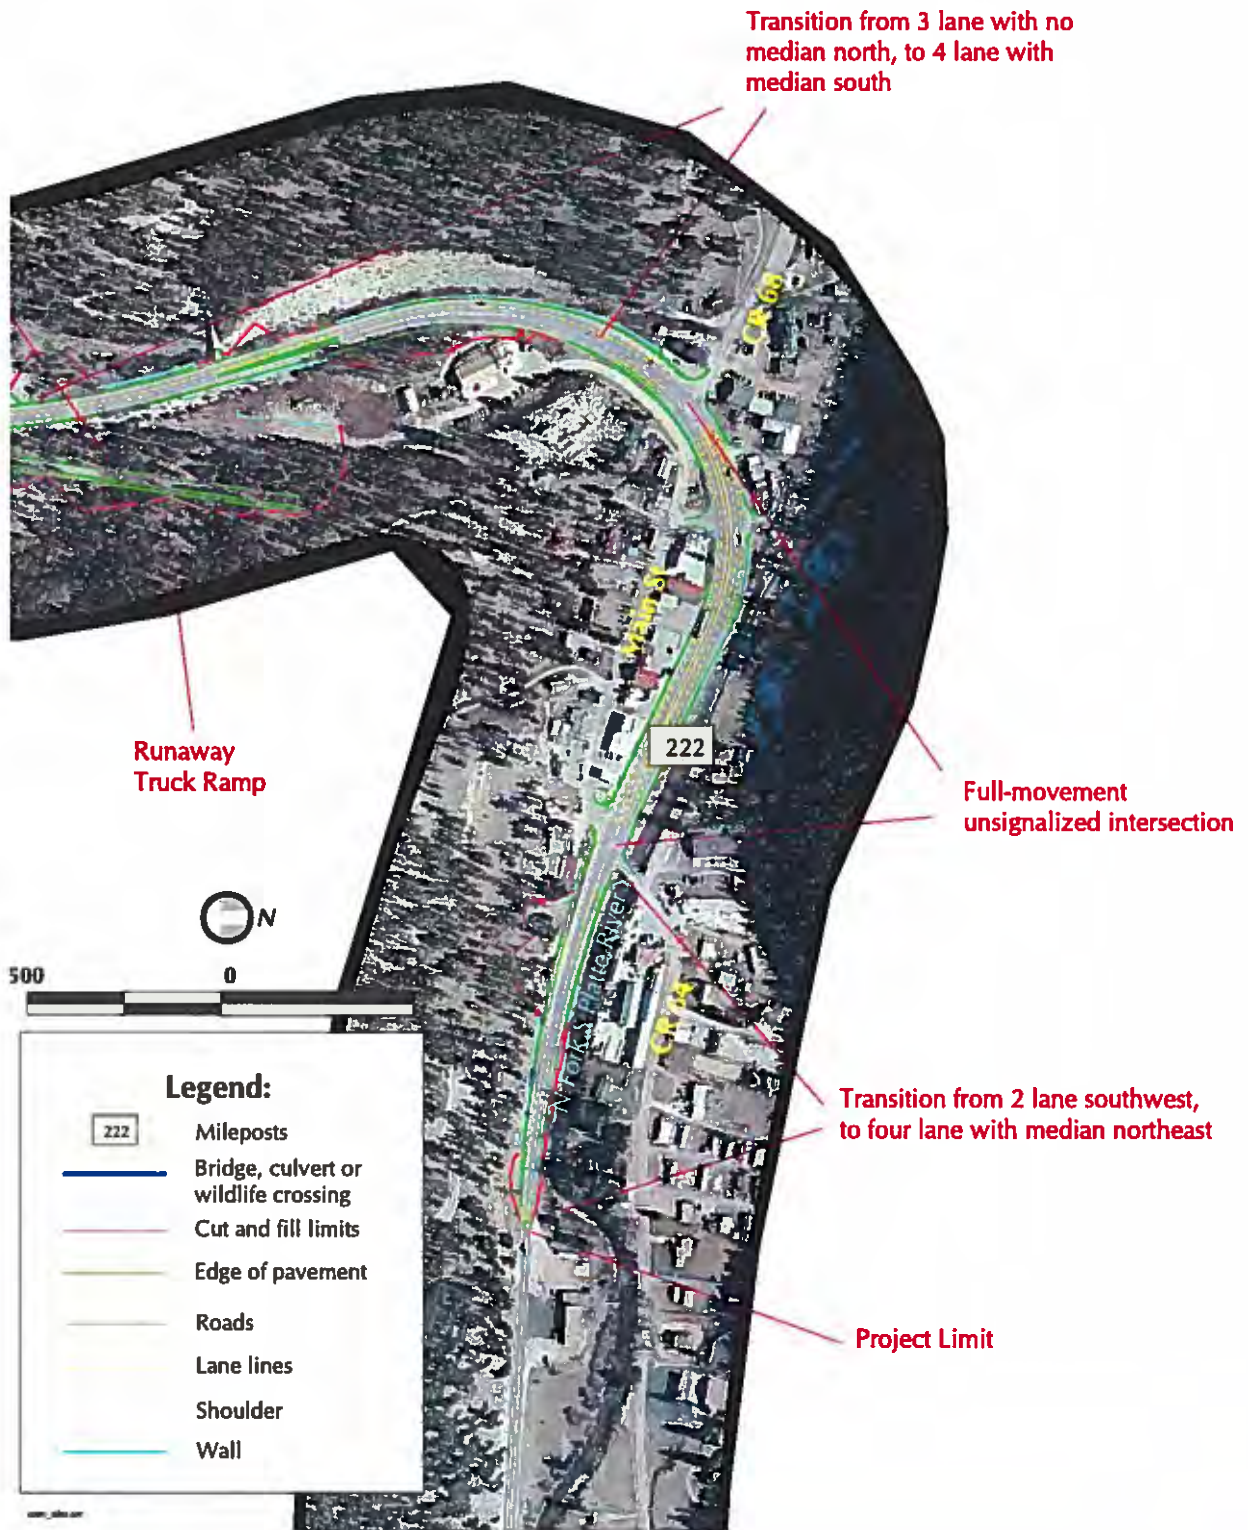 Transition from 3 lane with no
median north, to 4 lane with
median south
CR 68
Main St
222
Runaway
Truck Ramp
Full-movement
unsignalized intersection
N
500
0
N Fork S Platte River
CR 64
Transition from 2 lane southwest,
to four lane with median northeast
Project Limit
Legend:
222
Mileposts
Bridge, culvert or
wildlife crossing
Cut and fill limits
Edge of pavement
Roads
Lane lines
Shoulder
Wall